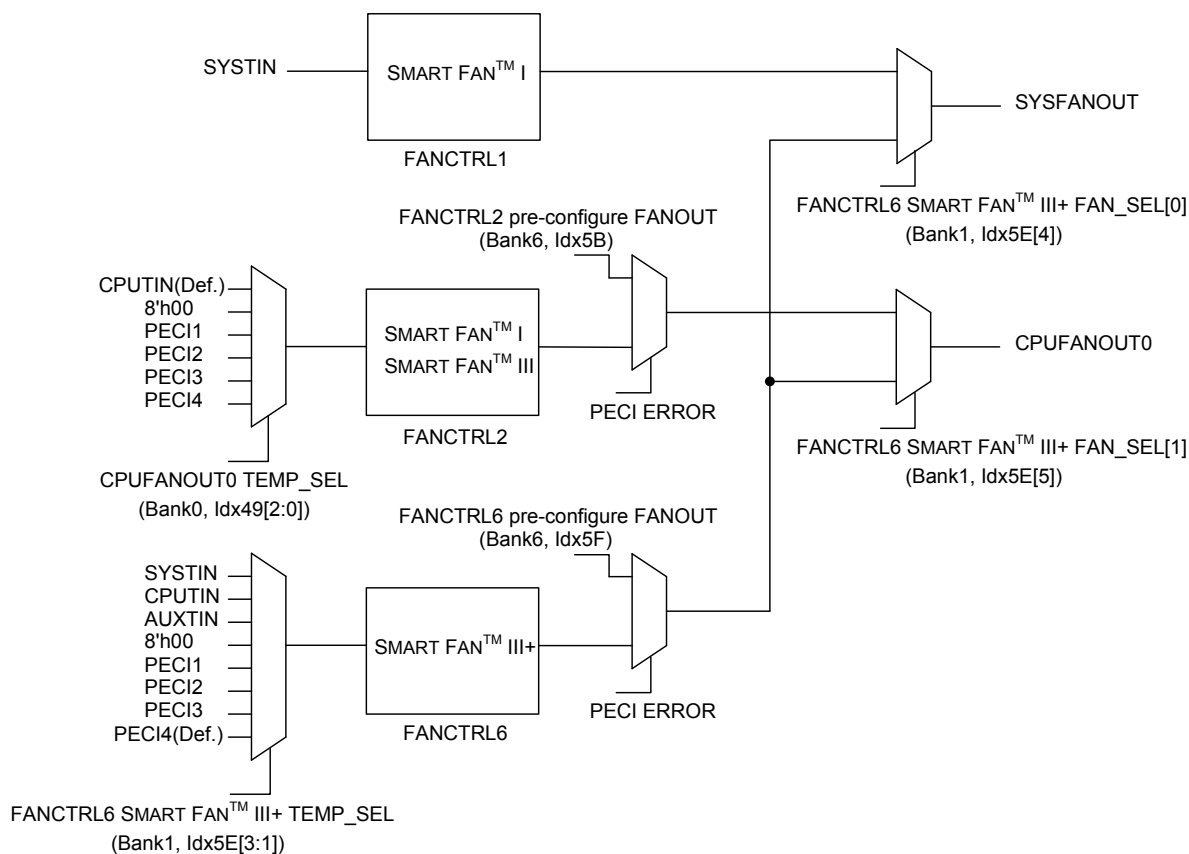 SYSTIN
SMART FAN™ I
FANCTRL1
SYSFANOUT
FANCTRL6 SMART FAN™ III+ FAN_SEL[0]
(Bank1, Idx5E[4])
FANCTRL2 pre-configure FANOUT
(Bank6, Idx5B)
CPUTIN(Def.)
8'h00
PECI1
PECI2
PECI3
PECI4
CPUFANOUT0 TEMP_SEL
(Bank0, Idx49[2:0])
SMART FAN™ I
SMART FAN™ III
FANCTRL2
PECI ERROR
CPUFANOUT0
FANCTRL6 SMART FAN™ III+ FAN_SEL[1]
(Bank1, Idx5E[5])
FANCTRL6 pre-configure FANOUT
(Bank6, Idx5F)
SYSTIN
CPUTIN
AUXTIN
8'h00
PECI1
PECI2
PECI3
PECI4(Def.)
SMART FAN™ III+
FANCTRL6
PECI ERROR
FANCTRL6 SMART FAN™ III+ TEMP_SEL
(Bank1, Idx5E[3:1])